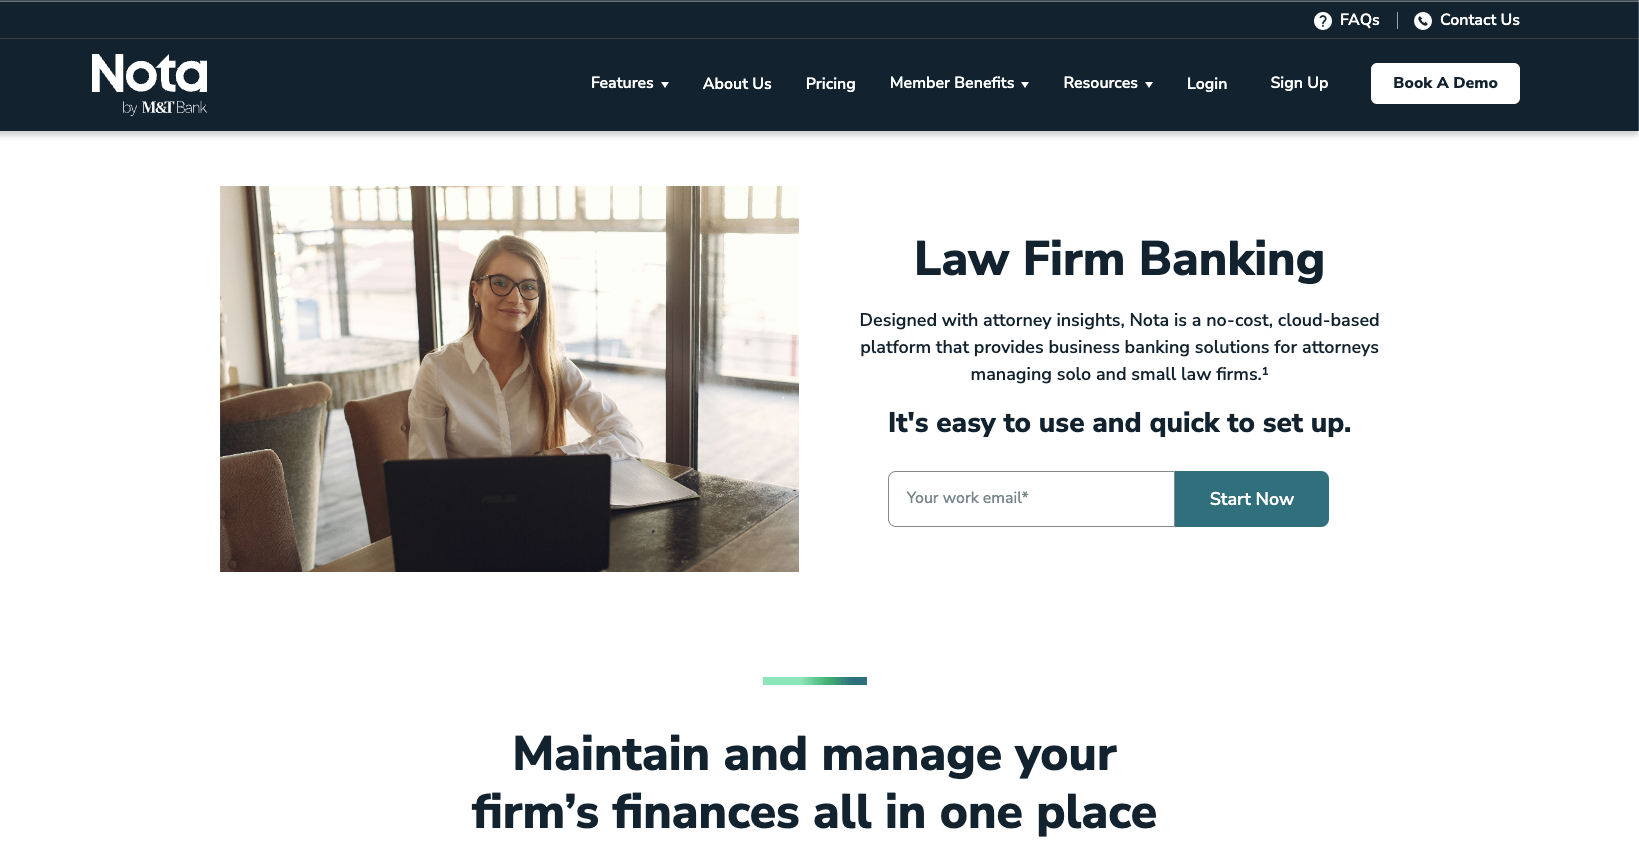 FAQs
Contact Us
Nota
by M&T Bank
Features
About Us
Pricing
Member Benefits
Resources
Login
Sign Up
Book A Demo
Law Firm Banking
Designed with attorney insights, Nota is a no-cost, cloud-based
platform that provides business banking solutions for attorneys
managing solo and small law firms.¹
It's easy to use and quick to set up.
Your work email*
Start Now
Maintain and manage your
firm’s finances all in one place